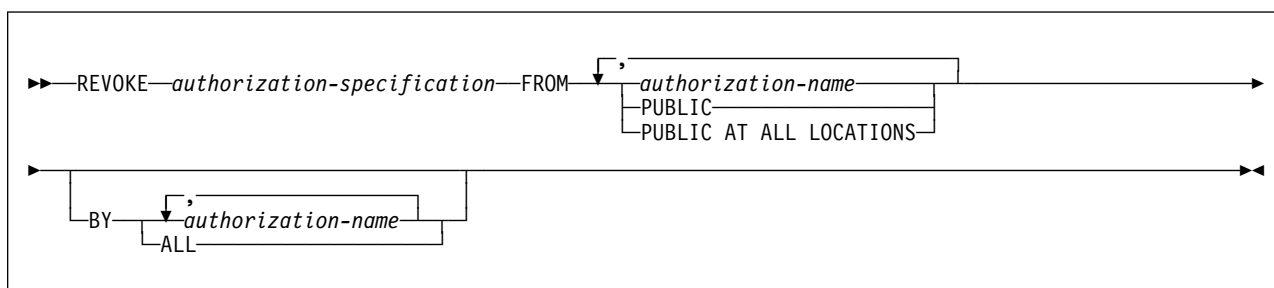 ,
REVOKE authorization-specification FROM authorization-name
PUBLIC
PUBLIC AT ALL LOCATIONS
,
BY authorization-name
ALL